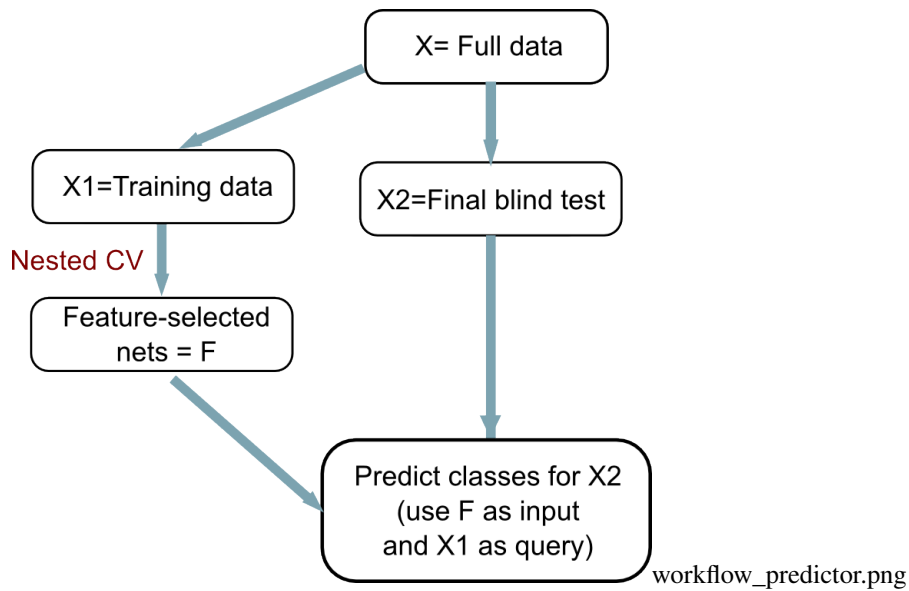 X= Full data
X1=Training data
X2=Final blind test
Nested CV
Feature-selected
nets = F
Predict classes for X2
(use F as input
and X1 as query)
workflow_predictor.png